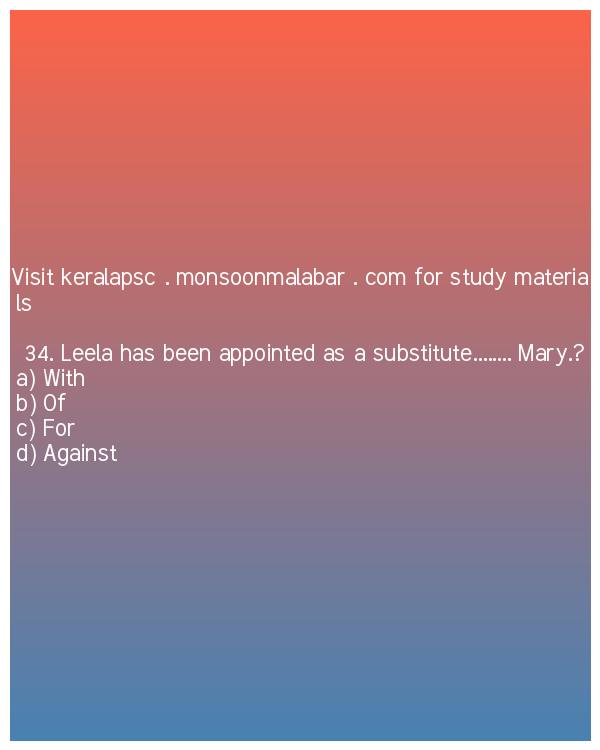 Visit keralapsc . monsoonmalabar . com for study materia
ls
34. Leela has been appointed as a substitute........ Mary.?
a) With
b) Of
c) For
d) Against